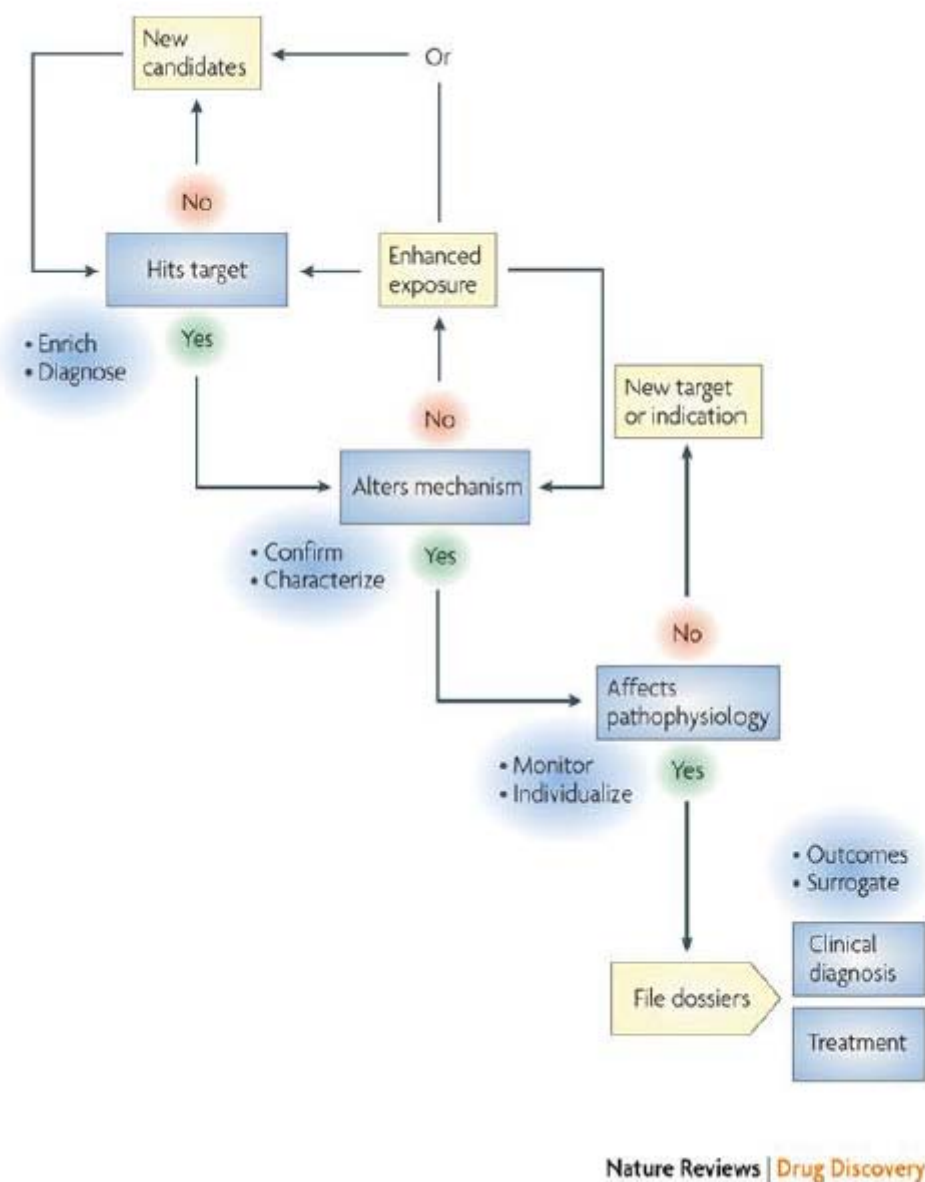 New
candidates
Or
No
Hits target
Enhanced
exposure
• Enrich
• Diagnose
Yes
No
New target
or indication
Alters mechanism
• Confirm
• Characterize
Yes
No
Affects
pathophysiology
• Monitor
• Individualize
Yes
• Outcomes
• Surrogate
Clinical
diagnosis
File dossiers
Treatment
Nature Reviews | Drug Discovery